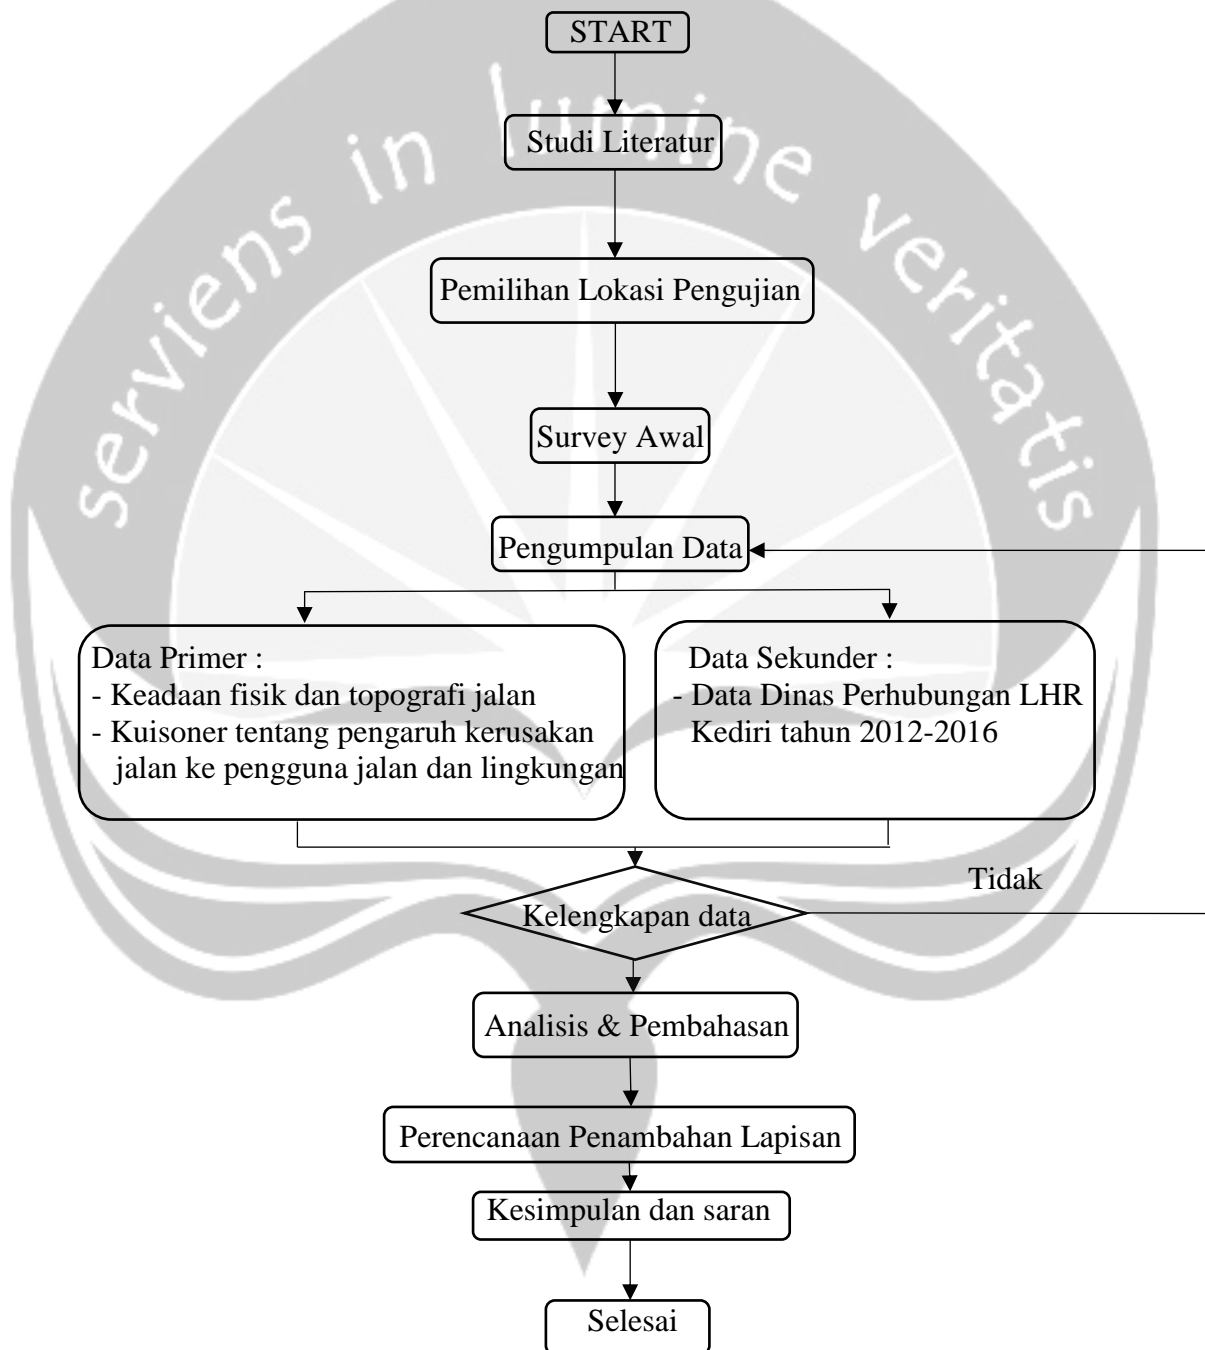 START
serviens in lumine veritatis
Studi Literatur
Pemilihan Lokasi Pengujian
Survey Awal
Pengumpulan Data
Data Primer :
- Keadaan fisik dan topografi jalan
- Kuisoner tentang pengaruh kerusakan
jalan ke pengguna jalan dan lingkungan
Data Sekunder :
- Data Dinas Perhubungan LHR
Kediri tahun 2012-2016
Tidak
Kelengkapan data
Analisis & Pembahasan
Perencanaan Penambahan Lapisan
Kesimpulan dan saran
Selesai